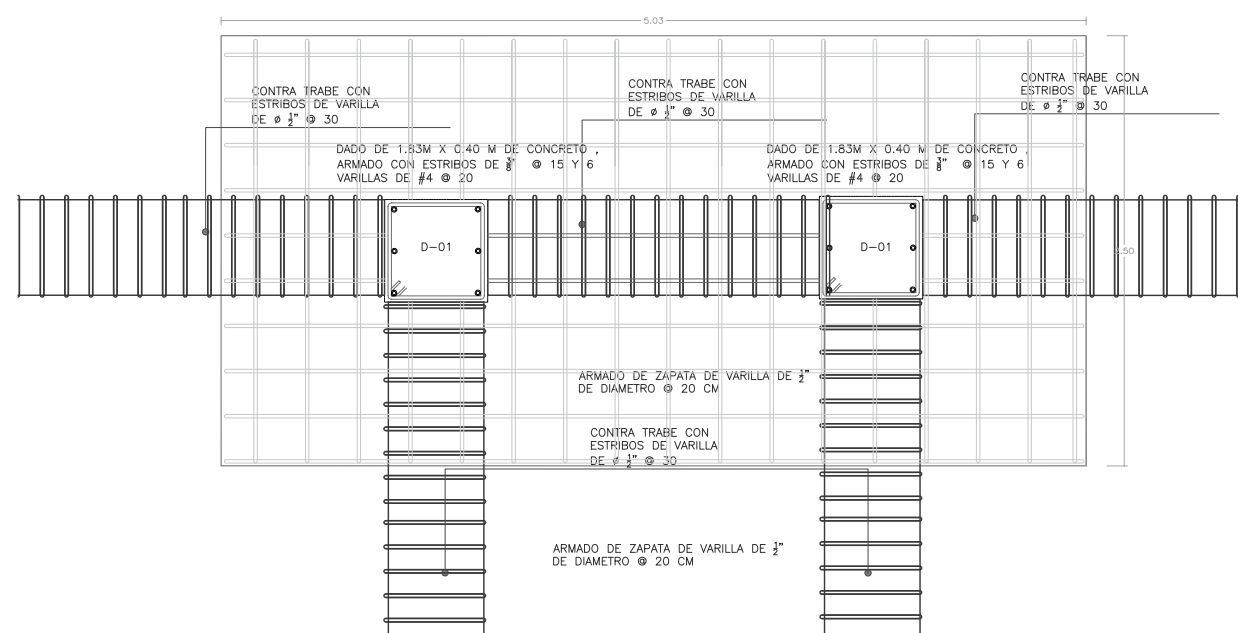 5.03
CONTRA TRABE CON
ESTRIBOS DE VARILLA
DE ø 1/2" @ 30
CONTRA TRABE CON
ESTRIBOS DE VARILLA
DE ø 1/2" @ 30
CONTRA TRABE CON
ESTRIBOS DE VARILLA
DE ø 1/2" @ 30
DADO DE 1.83M X 0.40 M DE CONCRETO ,
ARMADO CON ESTRIBOS DE 3/8" @ 15 Y 6
VARILLAS DE #4 @ 20
DADO DE 1.83M X 0.40 M DE CONCRETO ,
ARMADO CON ESTRIBOS DE 3/8" @ 15 Y 6
VARILLAS DE #4 @ 20
D-01
D-01
.50
ARMADO DE ZAPATA DE VARILLA DE 1/2"
DE DIAMETRO @ 20 CM
CONTRA TRABE CON
ESTRIBOS DE VARILLA
DE ø 1/2" @ 30
ARMADO DE ZAPATA DE VARILLA DE 1/2"
DE DIAMETRO @ 20 CM